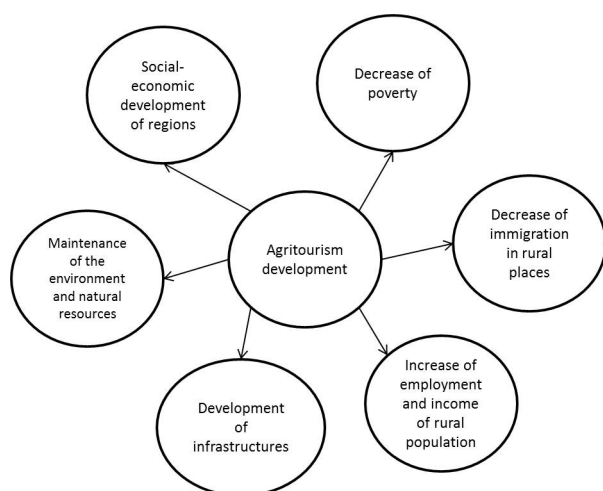 Social-
economic
development
of regions
Decrease of
poverty
Agritourism
development
Decrease of
immigration
in rural
places
Maintenance
of the
environment
and natural
resources
Development
of
infrastructures
Increase of
employment
and income
of rural
population